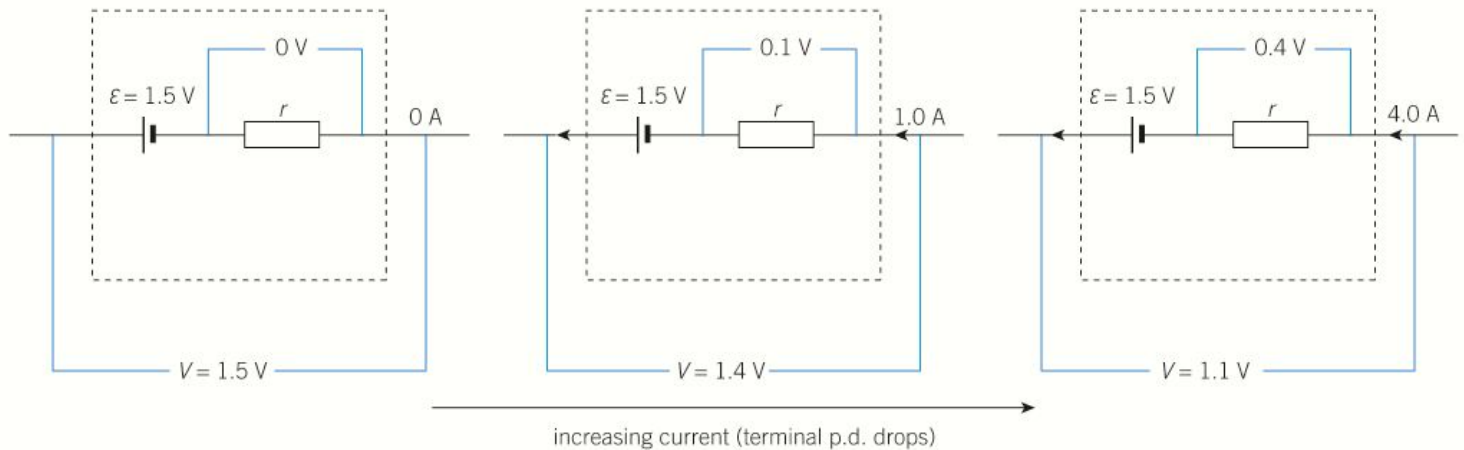 0 V
ε = 1.5 V
r
0 A
V = 1.5 V
0.1 V
ε = 1.5 V
r
1.0 A
V = 1.4 V
0.4 V
ε = 1.5 V
r
4.0 A
V = 1.1 V
increasing current (terminal p.d. drops)